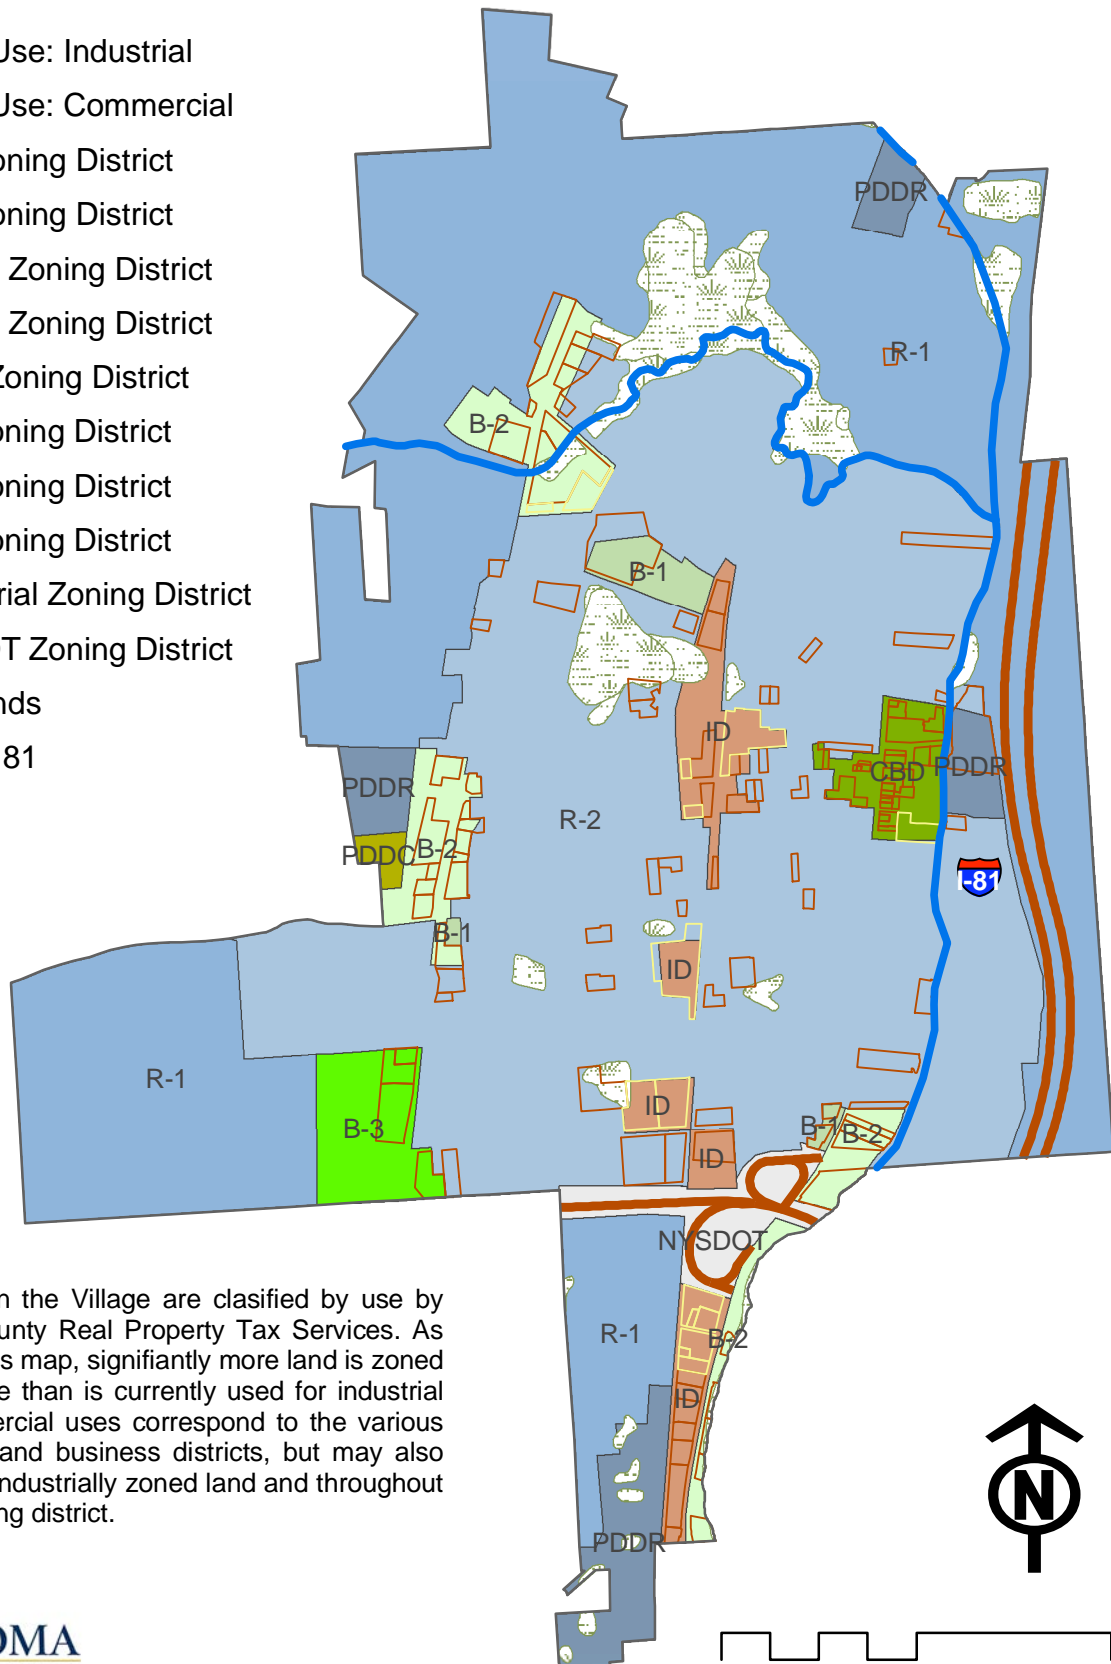 Use: Industrial
Use: Commercial
oning District
oning District
Zoning District
Zoning District
Zoning District
oning District
oning District
oning District
rial Zoning District
OT Zoning District
nds
81
PDDR
R-1
B-2
B-1
ID
CBD
PDDR
PDDR
R-2
PDDC
B-2
I-81
B-1
ID
R-1
ID
B-3
B-1
B-2
ID
NYSDOT
R-1
B-2
ID
PDDR
n the Village are clasified by use by
ounty Real Property Tax Services. As
s map, signifiantly more land is zoned
e than is currently used for industrial
ercial uses correspond to the various
and business districts, but may also
industrially zoned land and throughout
ng district.
N
OMA